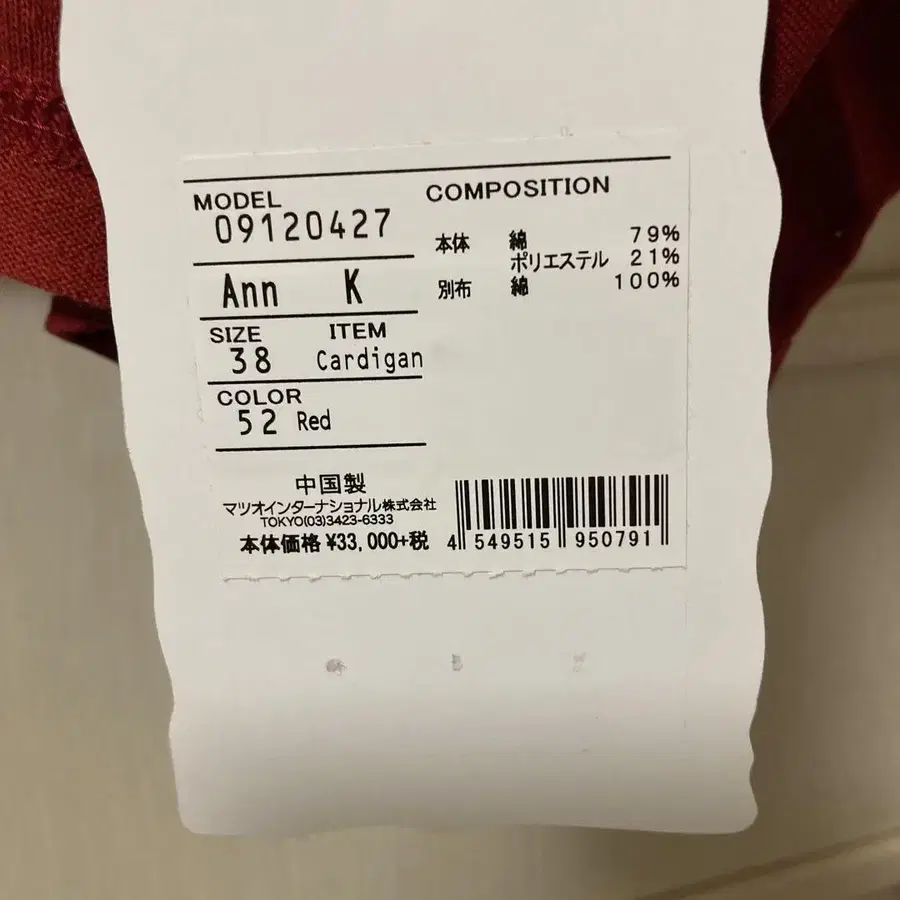 MODEL
09120427
Ann K
SIZE ITEM
38 Cardigan
COLOR
52 Red
COMPOSITION
本体 綿 79%
ポリエステル 21%
別布 綿 100%
中国製
マツオインターナショナル株式会社
TOKYO(03)3423-6333
本体価格 ¥33,000+税
4 549515 950791